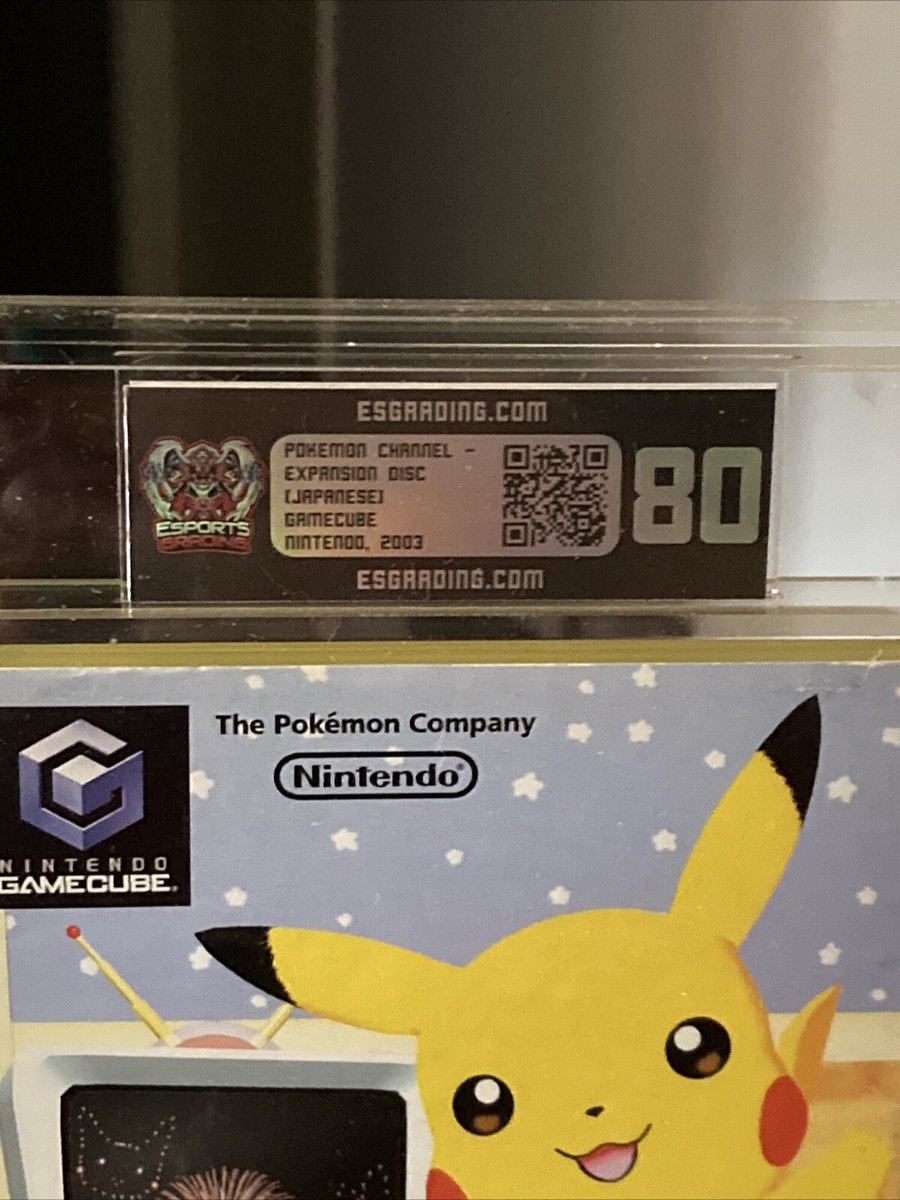 ESGRADING.COM
POKEMON CHANNEL -
EXPANSION DISC
[JAPANESE]
GAMECUBE
NINTENDO, 2003
80
ESPORTS
GRADING
ESGRADING.COM
The Pokémon Company
Nintendo®
NINTENDO
GAMECUBE®